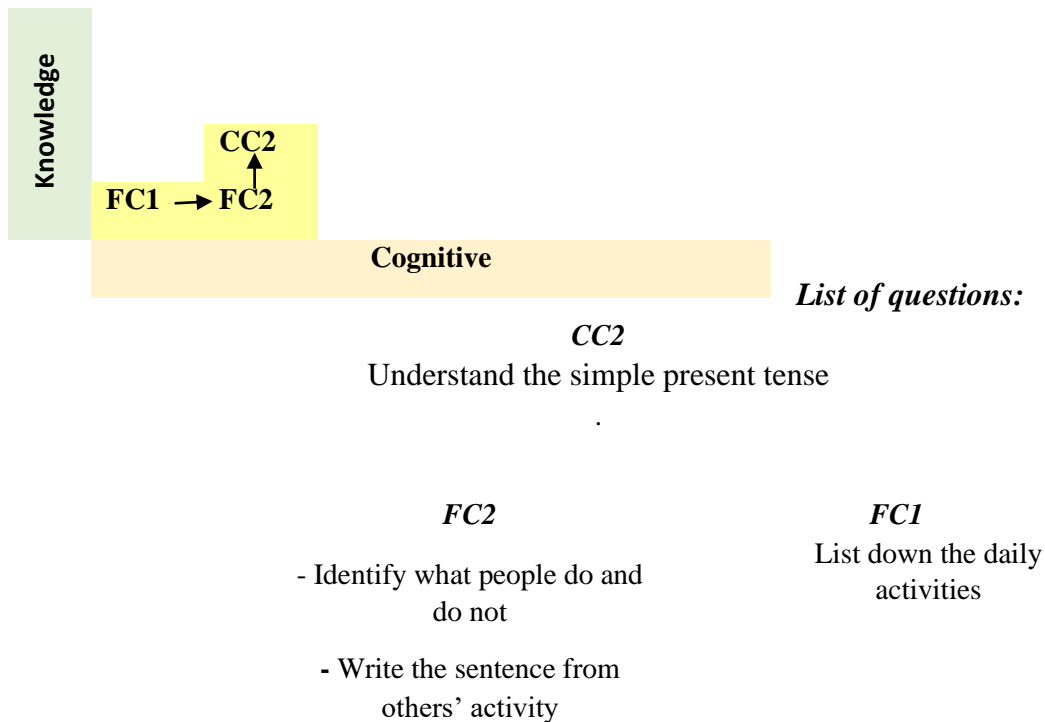 Knowledge
CC2
FC1
FC2
Cognitive
List of questions:
CC2
Understand the simple present tense
.
FC2
- Identify what people do and
do not
- Write the sentence from
others’ activity
FC1
List down the daily
activities